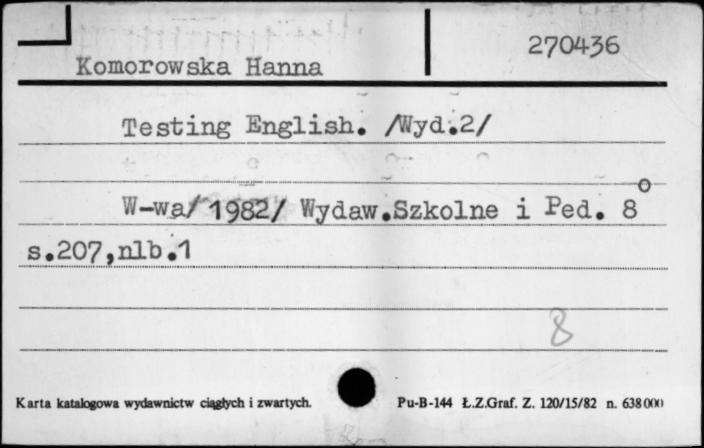 270436
Komorowska Hanna
Testing English. /Wyd.2/
W-wa/ 1982/ Wydaw.Szkolne i Ped. 8°
s.207,nlb.1
8
Karta katalogowa wydawnictw ciągłych i zwartych. Pu-B-144 Ł.Z.Graf. Z. 120/15/82 n. 638000